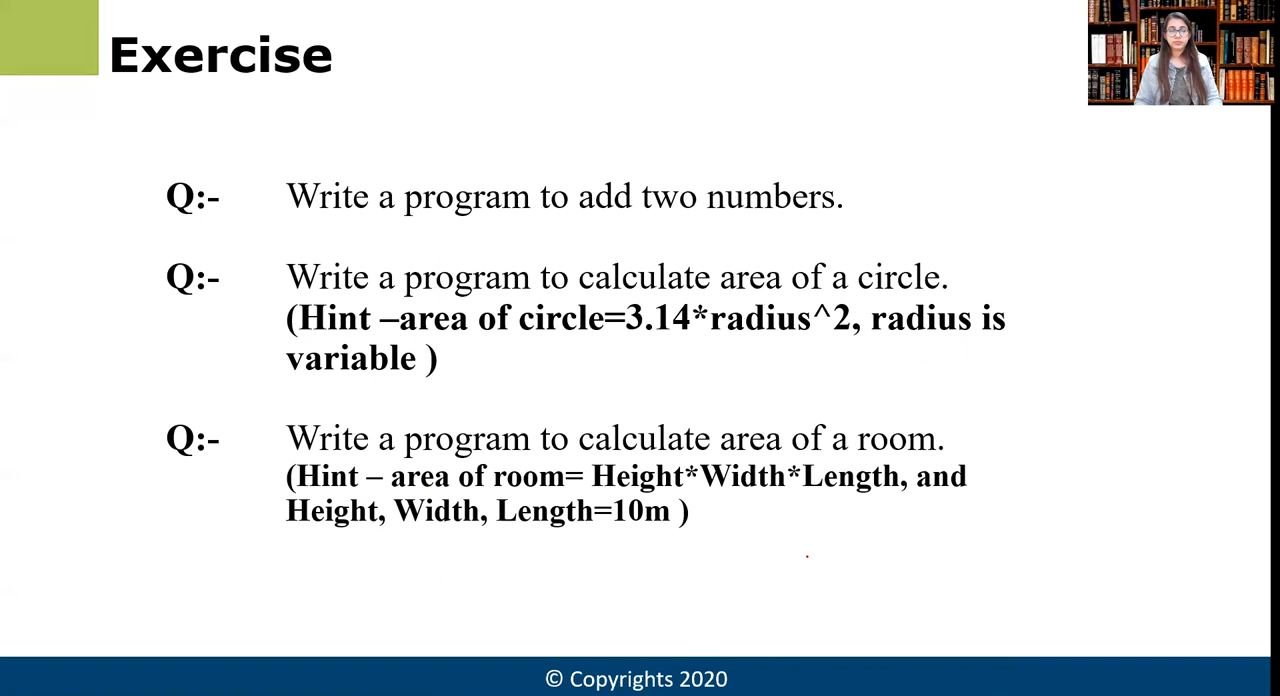 Exercise
Q:- Write a program to add two numbers.
Q:- Write a program to calculate area of a circle.
(Hint –area of circle=3.14*radius^2, radius is
variable )
Q:- Write a program to calculate area of a room.
(Hint – area of room= Height*Width*Length, and
Height, Width, Length=10m )
© Copyrights 2020